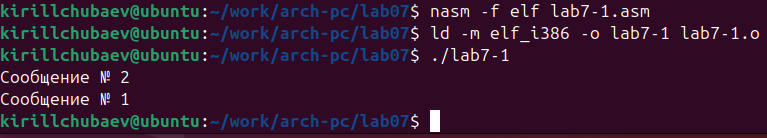 kirillchubaev@ubuntu:~/work/arch-pc/lab07$ nasm -f elf lab7-1.asm
kirillchubaev@ubuntu:~/work/arch-pc/lab07$ ld -m elf_i386 -o lab7-1 lab7-1.o
kirillchubaev@ubuntu:~/work/arch-pc/lab07$ ./lab7-1
Сообщение № 2
Сообщение № 1
kirillchubaev@ubuntu:~/work/arch-pc/lab07$